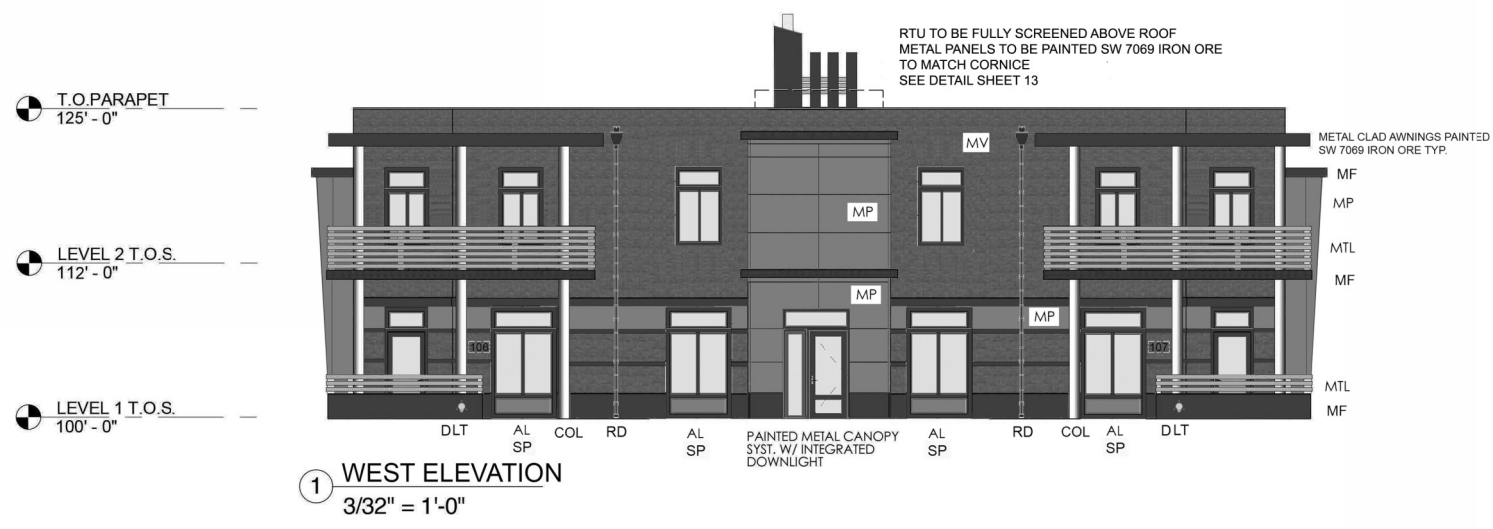 RTU TO BE FULLY SCREENED ABOVE ROOF
METAL PANELS TO BE PAINTED SW 7069 IRON ORE
TO MATCH CORNICE
SEE DETAIL SHEET 13
T.O.PARAPET
125' - 0"
METAL CLAD AWNINGS PAINTED
SW 7069 IRON ORE TYP.
MV
MF
MP
MP
LEVEL 2 T.O.S.
112' - 0"
MTL
MF
MP
MP
106
107
MTL
LEVEL 1 T.O.S.
100' - 0"
MF
DLT
AL
SP
COL
RD
AL
SP
PAINTED METAL CANOPY
SYST. W/ INTEGRATED
DOWNLIGHT
AL
SP
RD
COL
AL
SP
DLT
1
WEST ELEVATION
3/32" = 1'-0"